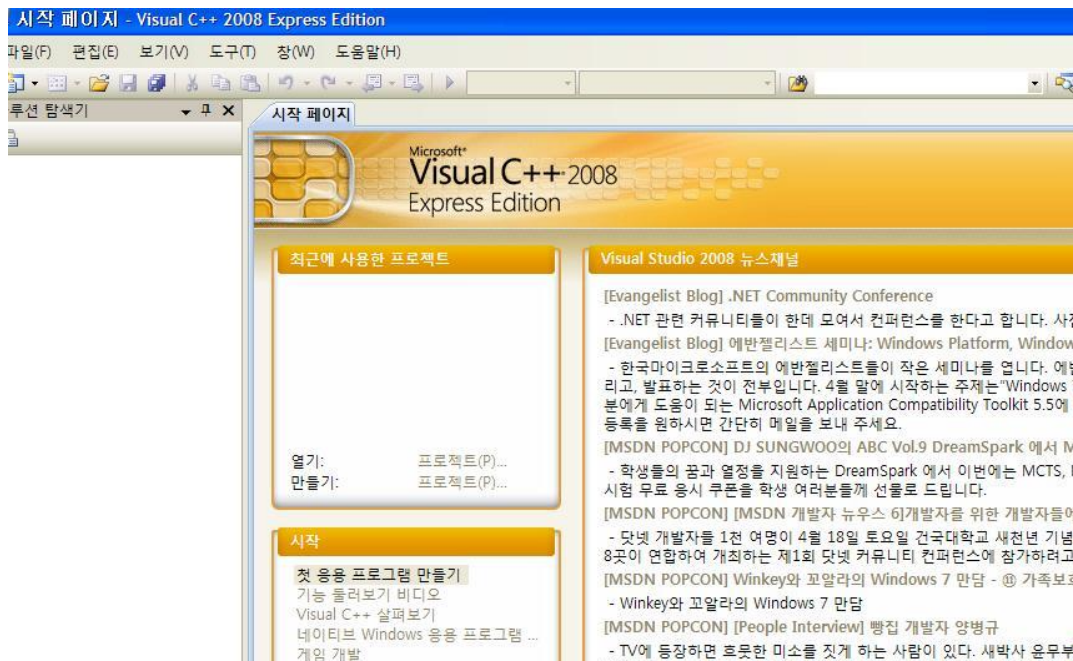 시작 페이지 - Visual C++ 2008 Express Edition
파일(F) 편집(E) 보기(V) 도구(T) 창(W) 도움말(H)
루션 탐색기
시작 페이지
Microsoft
Visual C++ 2008
Express Edition
최근에 사용한 프로젝트
열기: 프로젝트(P)...
만들기: 프로젝트(P)...
시작
첫 응용 프로그램 만들기
기능 둘러보기 비디오
Visual C++ 살펴보기
네이티브 Windows 응용 프로그램 ...
게임 개발
Visual Studio 2008 뉴스채널
[Evangelist Blog] .NET Community Conference
- .NET 관련 커뮤니티들이 한데 모여서 컨퍼런스를 한다고 합니다.
[Evangelist Blog] 에반젤리스트 세미나: Windows Platform, Window
- 한국마이크로소프트의 에반젤리스트들이 작은 세미나를 엽니다.
리고, 발표하는 것이 전부입니다. 4월 말에 시작하는 주제는"Windows
분에게 도움이 되는 Microsoft Application Compatibility Toolkit 5.5에
등록을 원하시면 간단히 메일을 보내 주세요.
[MSDN POPCON] DJ SUNGWOO의 ABC Vol.9 DreamSpark 에서
- 학생들의 꿈과 열정을 지원하는 DreamSpark 에서 이번에는 MCTS,
시험 무료 응시 쿠폰을 학생 여러분들께 선물로 드립니다.
[MSDN POPCON] [MSDN 개발자 뉴우스 6]개발자를 위한 개발자들에
- 닷넷 개발자들 1천 여명이 4월 18일 토요일 건국대학교 새천년 기념
8곳이 연합하여 개최하는 제1회 닷넷 커뮤니티 컨퍼런스에 참가하려고
[MSDN POPCON] Winkey와 꼬알라의 Windows 7 만담 - 가족보호
- Winkey와 꼬알라의 Windows 7 만담
[MSDN POPCON] [People Interview] 빵집 개발자 양병규
- TV에 등장하면 흐뭇한 미소를 짓게 하는 사람이 있다. 새박사 윤무부